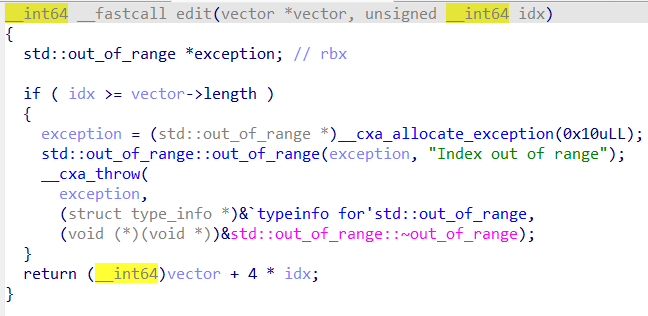 __int64 __fastcall edit(vector *vector, unsigned __int64 idx)
{
  std::out_of_range *exception; // rbx

  if ( idx >= vector->length )
  {
    exception = (std::out_of_range *)__cxa_allocate_exception(0x10uLL);
    std::out_of_range::out_of_range(exception, "Index out of range");
    __cxa_throw(
      exception,
      (struct type_info *)&`typeinfo for'std::out_of_range,
      (void (*)(void *))&std::out_of_range::~out_of_range);
  }
  return (__int64)vector + 4 * idx;
}